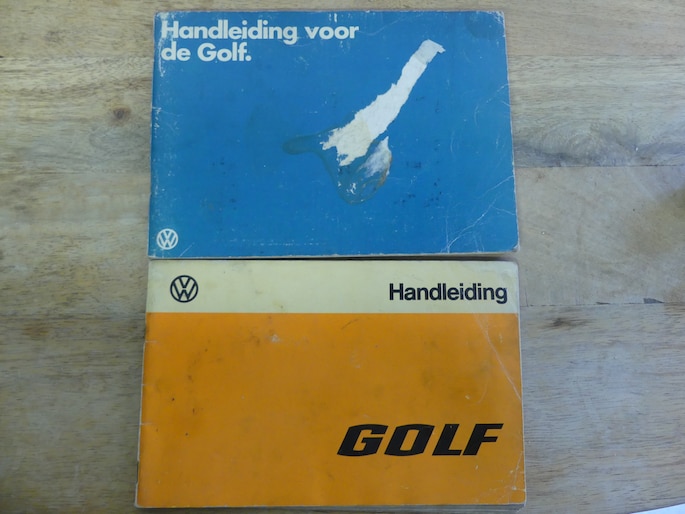 Handleiding voor
de Golf.
Handleiding
GOLF